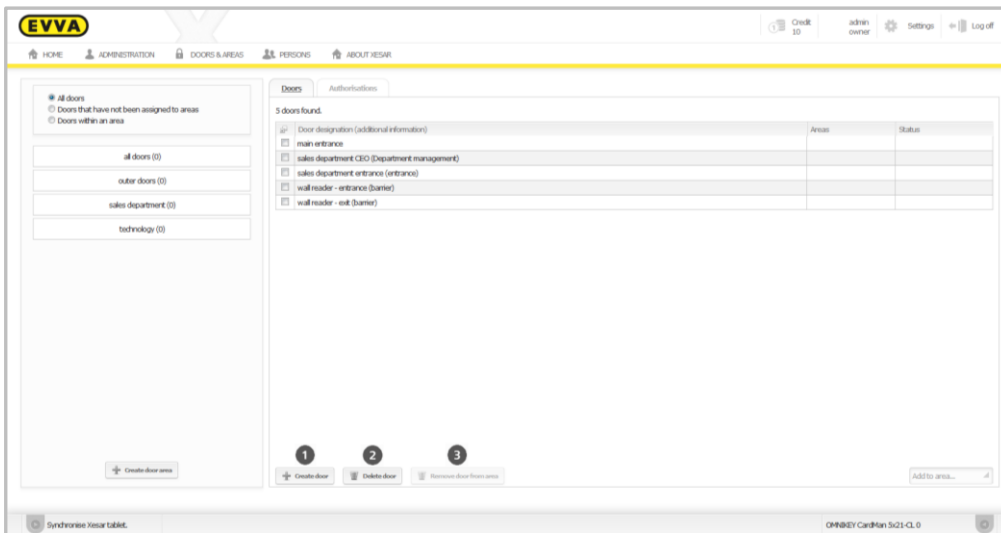 EVVA
Credit
10
admin
owner
Settings
Log off
HOME
ADMINISTRATION
DOORS & AREAS
PERSONS
ABOUT XESAR
All doors
Doors that have not been assigned to areas
Doors within an area
all doors (0)
outer doors (0)
sales department (0)
technology (0)
Create door area
Doors
Authorisations
5 doors found.
Door designation (additional information) Areas Status
main entrance
sales department CEO (Department management)
sales department entrance (entrance)
wall reader - entrance (barrier)
wall reader - exit (barrier)
1 2 3
Create door Delete door Remove door from area Add to area...
Synchronise Xesar tablet. OMNIKEY CardMan 5x21-CL 0